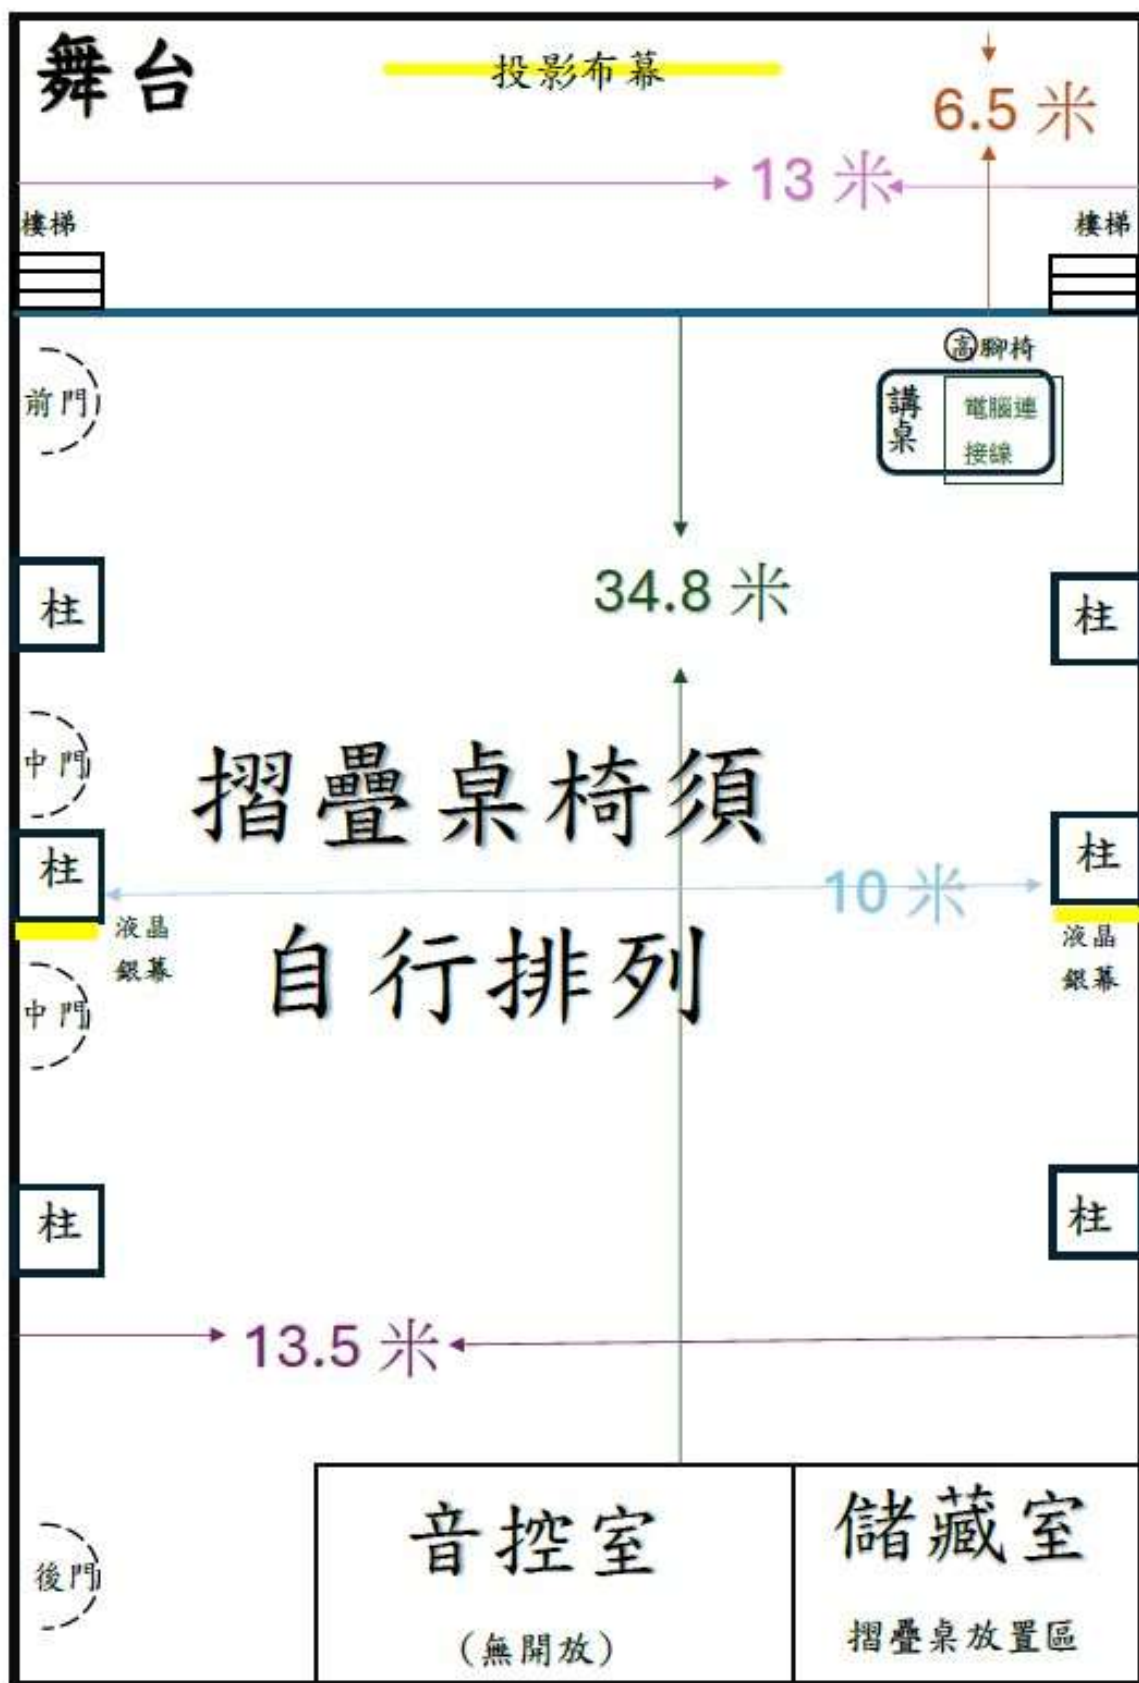 舞台
投影布幕
6.5 米
13 米
樓梯
樓梯
前門
高腳椅
講桌
電腦連
接線
34.8 米
柱
柱
中門
摺疊桌椅須
柱
柱
10 米
液晶
銀幕
液晶
銀幕
自行排列
中門
柱
柱
13.5 米
音控室
(無開放)
儲藏室
摺疊桌放置區
後門